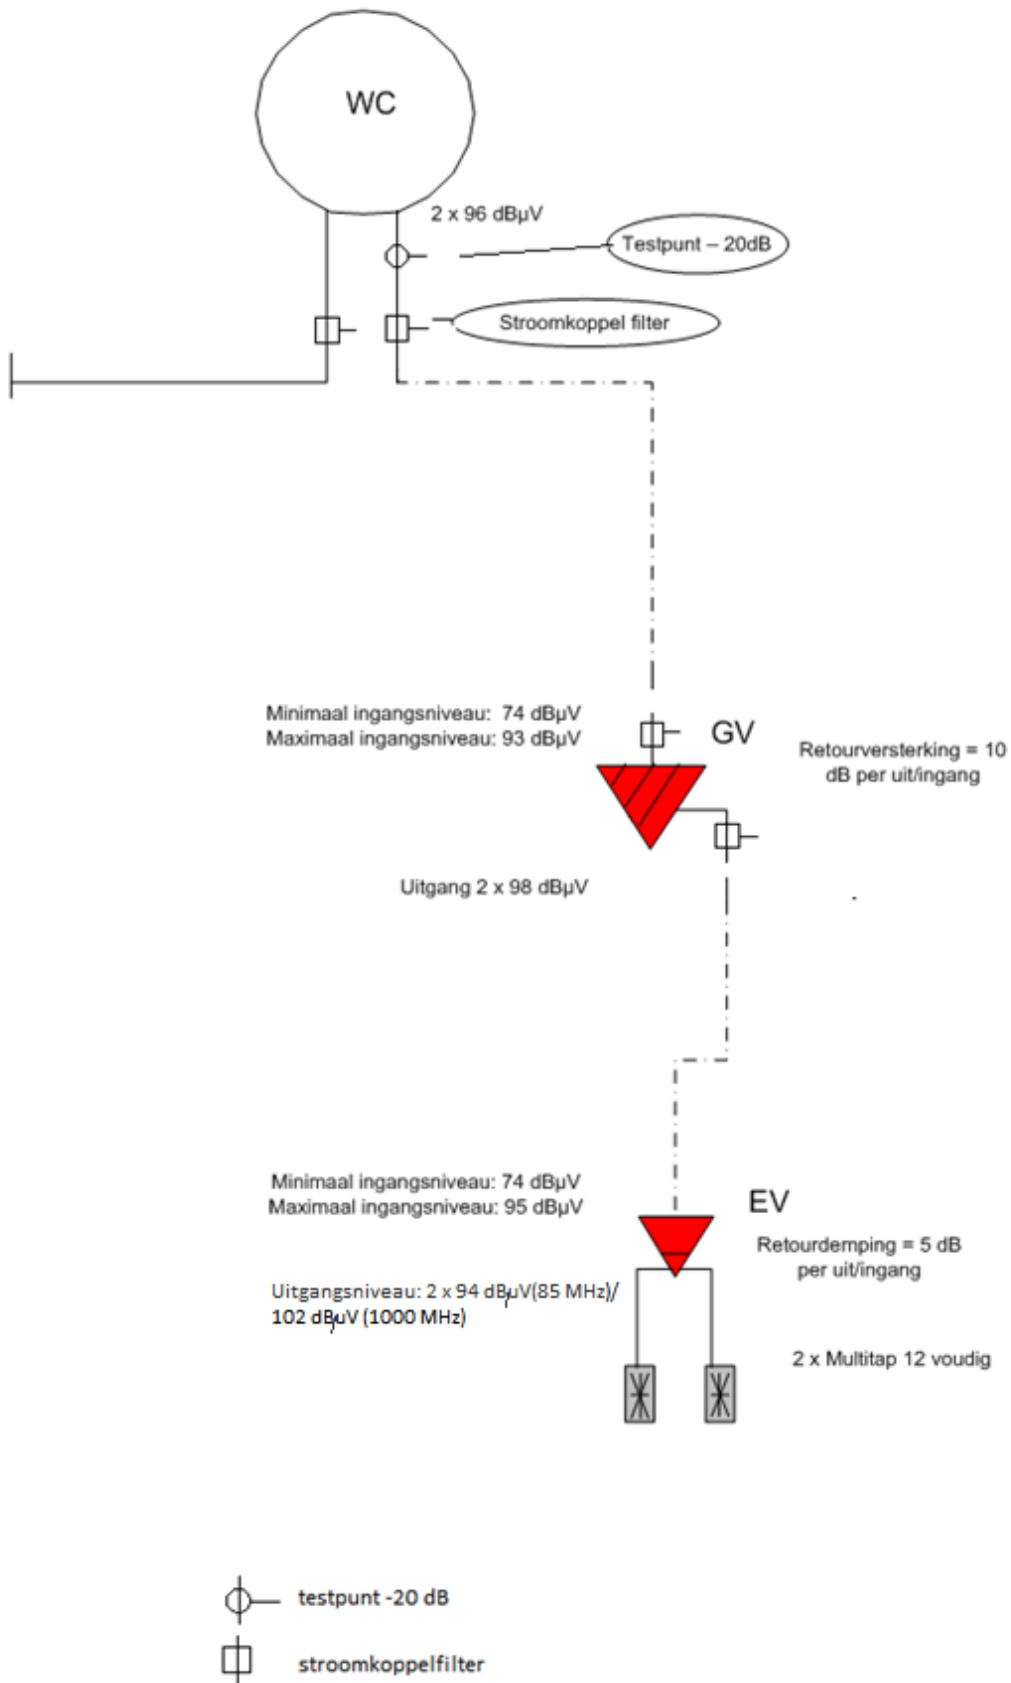 WC
2 x 96 dBµV
Testpunt – 20dB
Stroomkoppel filter
Minimaal ingangsniveau: 74 dBµV
Maximaal ingangsniveau: 93 dBµV
GV
Retourversterking = 10
dB per uit/ingang
Uitgang 2 x 98 dBµV
Minimaal ingangsniveau: 74 dBµV
Maximaal ingangsniveau: 95 dBµV
EV
Retourdemping = 5 dB
per uit/ingang
Uitgangsniveau: 2 x 94 dBµV(85 MHz)/
102 dBµV (1000 MHz)
2 x Multitap 12 voudig
testpunt -20 dB
stroomkoppelfilter